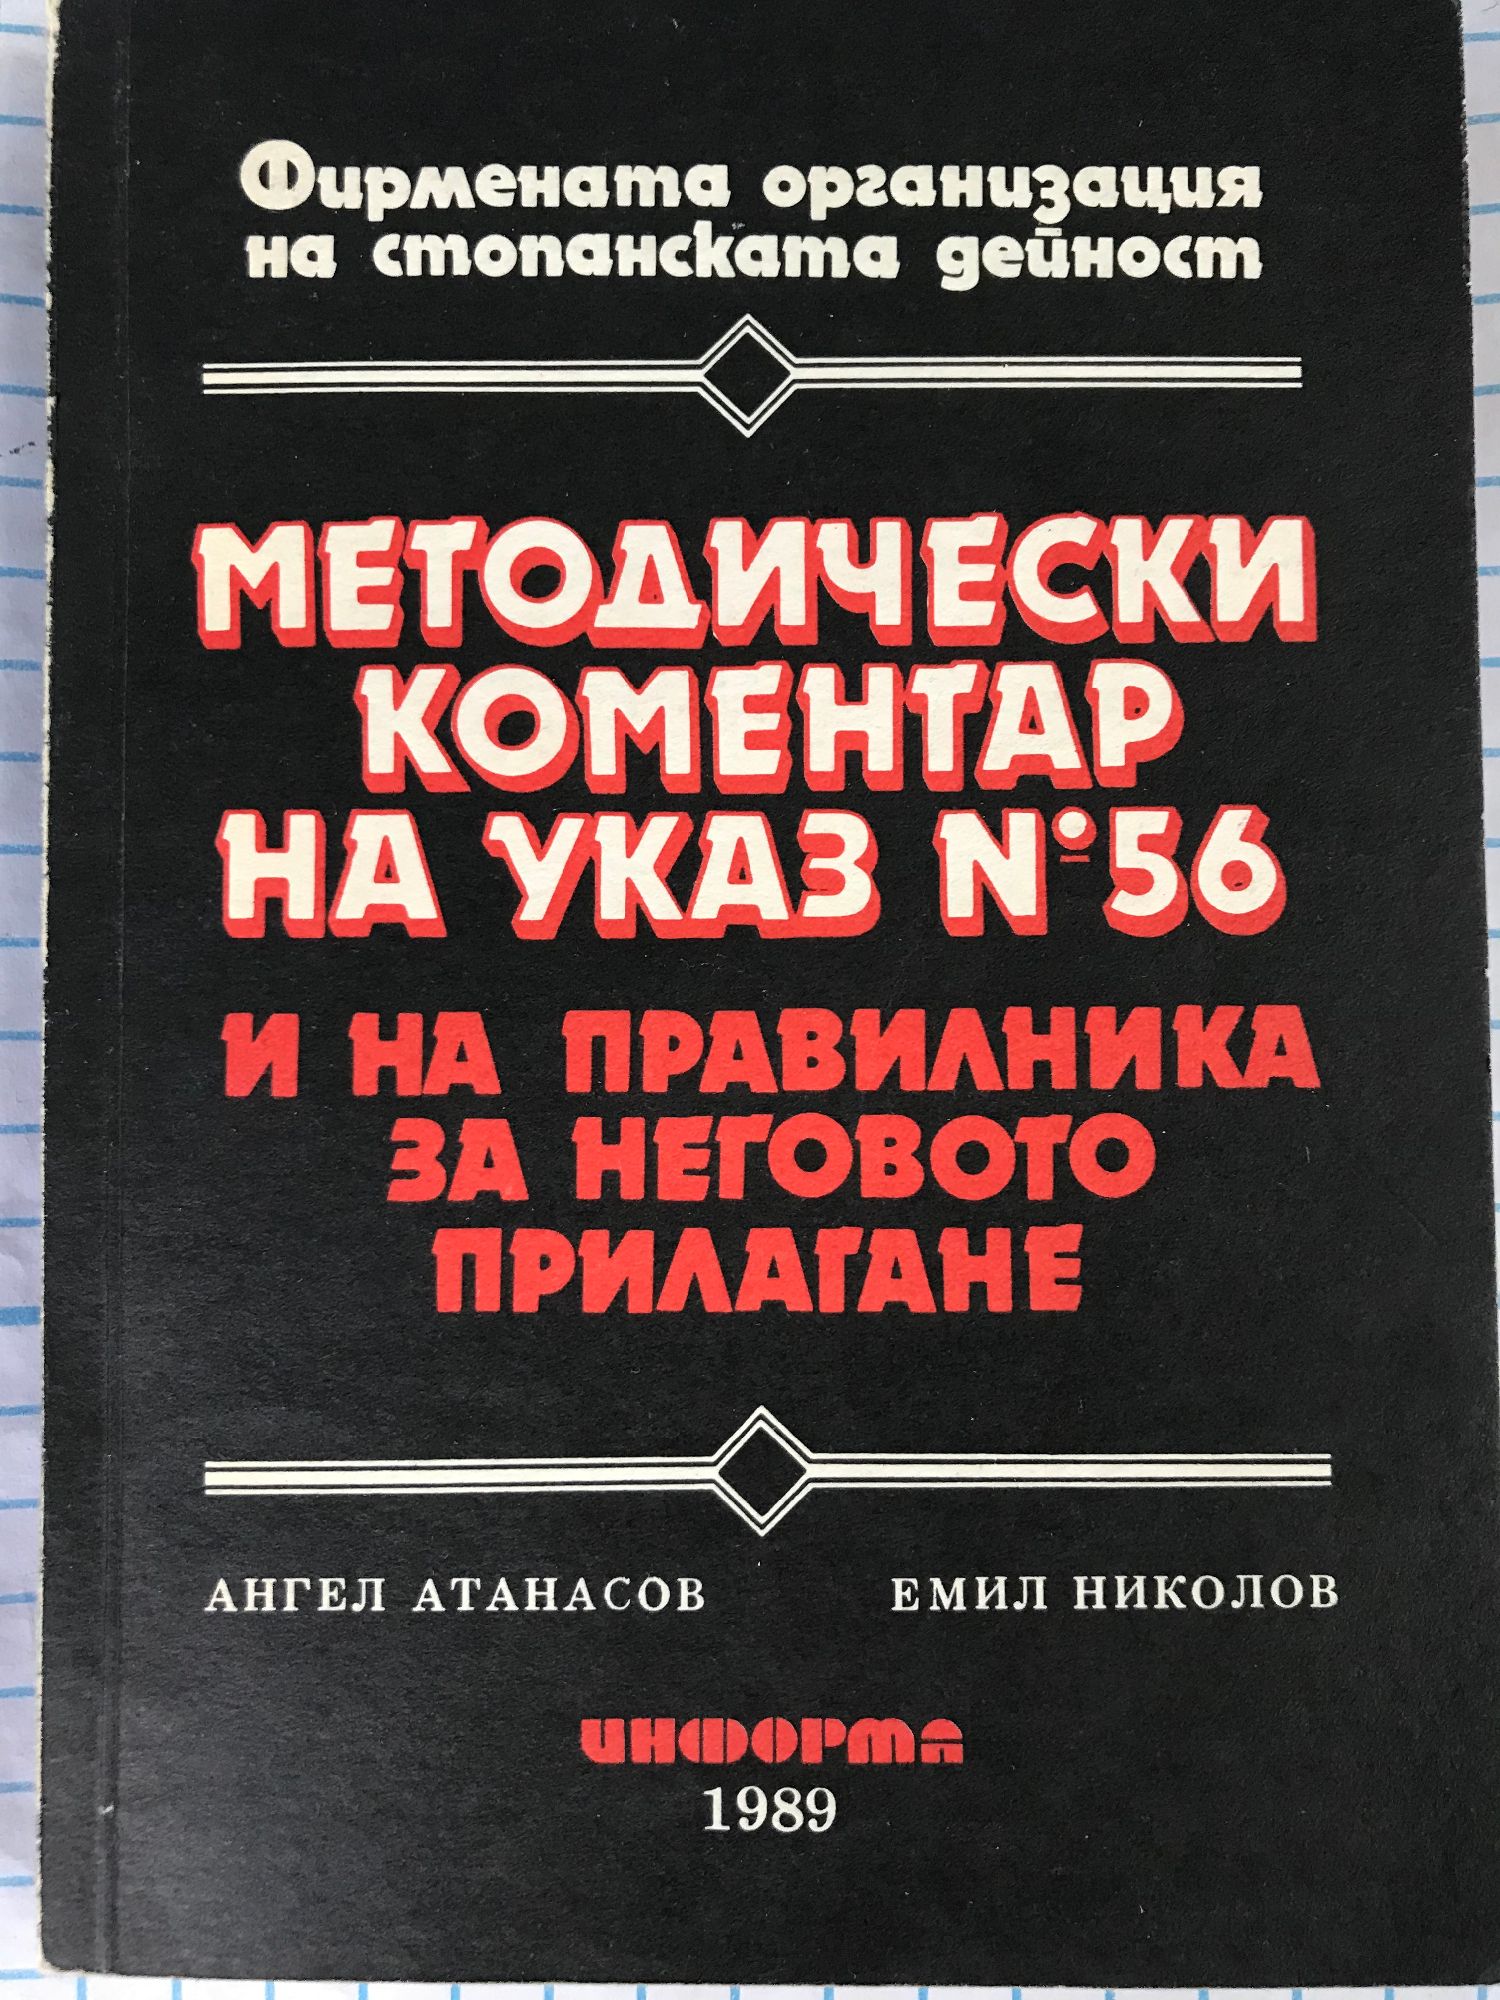 Фирмената организация
на стопанската дейност
МЕТОДИЧЕСКИ
КОМЕНТАР
НА УКАЗ №56
И НА ПРАВИЛНИКА
ЗА НЕГОВОТО
ПРИЛАГАНЕ
АНГЕЛ АТАНАСОВ ЕМИЛ НИКОЛОВ
ИНФОРМА
1989